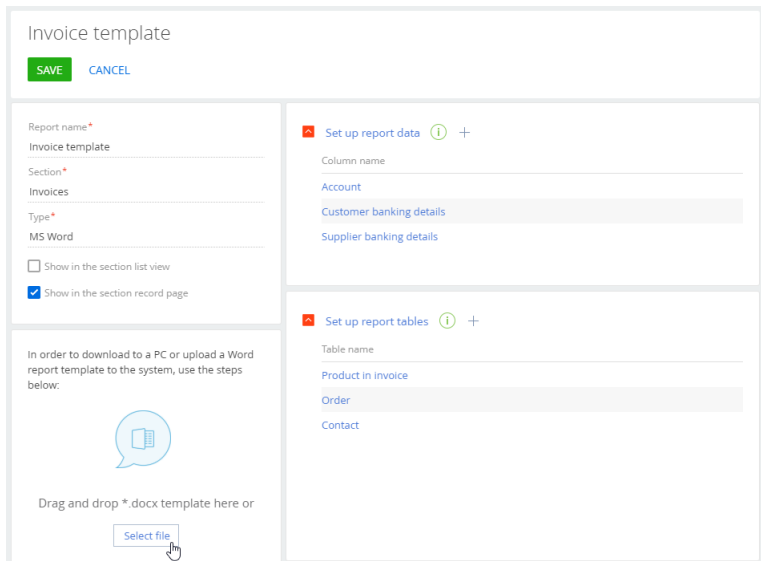 Invoice template
SAVE
CANCEL
Report name*
Invoice template
Section*
Invoices
Type*
MS Word
Show in the section list view
Show in the section record page
In order to download to a PC or upload a Word
report template to the system, use the steps
below:
Drag and drop *.docx template here or
Select file
Set up report data
Column name
Account
Customer banking details
Supplier banking details
Set up report tables
Table name
Product in invoice
Order
Contact